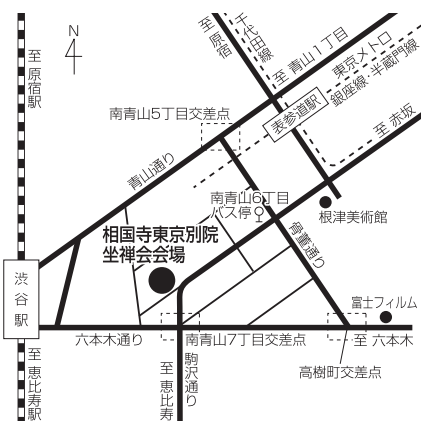 N
至 原宿駅
至 原宿
千代田線
至 青山1丁目
東京メトロ
銀座線・半蔵門線
表参道駅
至 赤坂
南青山5丁目交差点
青山通り
南青山6丁目
バス停
根津美術館
骨董通り
相国寺東京別院
坐禅会会場
渋谷駅
富士フィルム
六本木通り
南青山7丁目交差点
至 六本木
高樹町交差点
駒沢通り
至 恵比寿駅
至 恵比寿